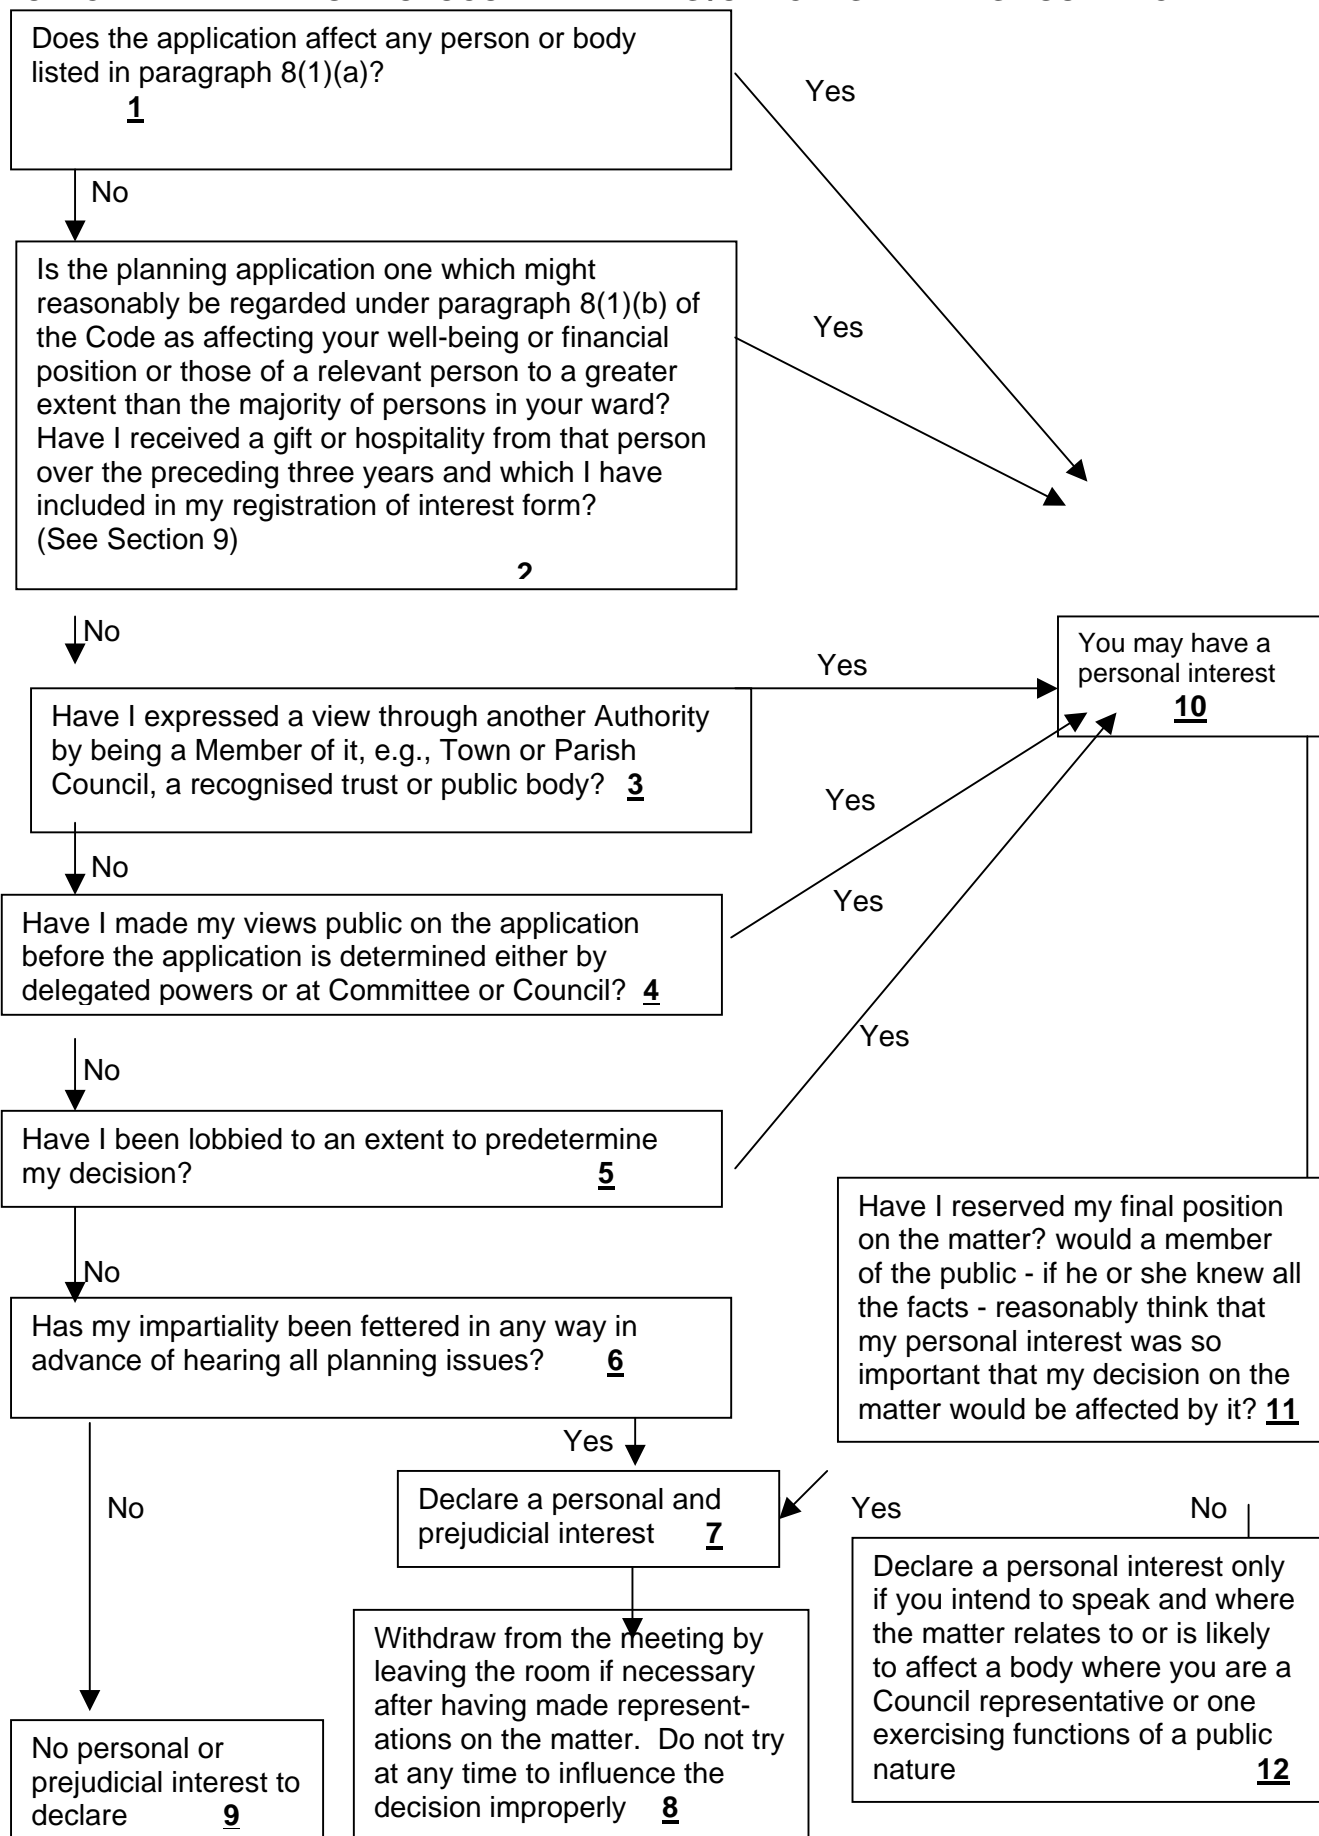 Does the application affect any person or body
listed in paragraph 8(1)(a)?
1
Yes
No
Is the planning application one which might
reasonably be regarded under paragraph 8(1)(b) of
the Code as affecting your well-being or financial
position or those of a relevant person to a greater
extent than the majority of persons in your ward?
Have I received a gift or hospitality from that person
over the preceding three years and which I have
included in my registration of interest form?
(See Section 9)
2
Yes
No
You may have a
personal interest
10
Yes
Have I expressed a view through another Authority
by being a Member of it, e.g., Town or Parish
Council, a recognised trust or public body? 3
Yes
No
Have I made my views public on the application
before the application is determined either by
delegated powers or at Committee or Council? 4
Yes
Yes
No
Have I been lobbied to an extent to predetermine
my decision? 5
No
Have I reserved my final position
on the matter? would a member
of the public - if he or she knew all
the facts - reasonably think that
my personal interest was so
important that my decision on the
matter would be affected by it? 11
Has my impartiality been fettered in any way in
advance of hearing all planning issues? 6
Yes
No
Declare a personal and
prejudicial interest 7
Yes
No
Declare a personal interest only
if you intend to speak and where
the matter relates to or is likely
to affect a body where you are a
Council representative or one
exercising functions of a public
nature 12
Withdraw from the meeting by
leaving the room if necessary
after having made represent-
ations on the matter. Do not try
at any time to influence the
decision improperly 8
No personal or
prejudicial interest to
declare 9